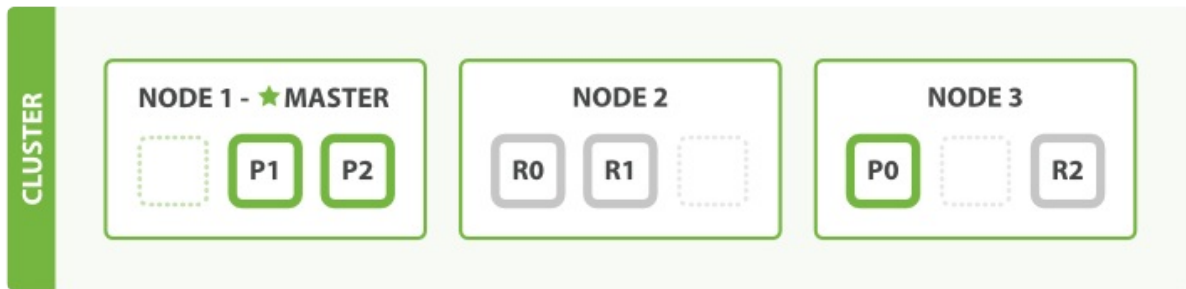 CLUSTER
NODE 1 - ★ MASTER
P1 P2
NODE 2
R0 R1
NODE 3
P0 R2